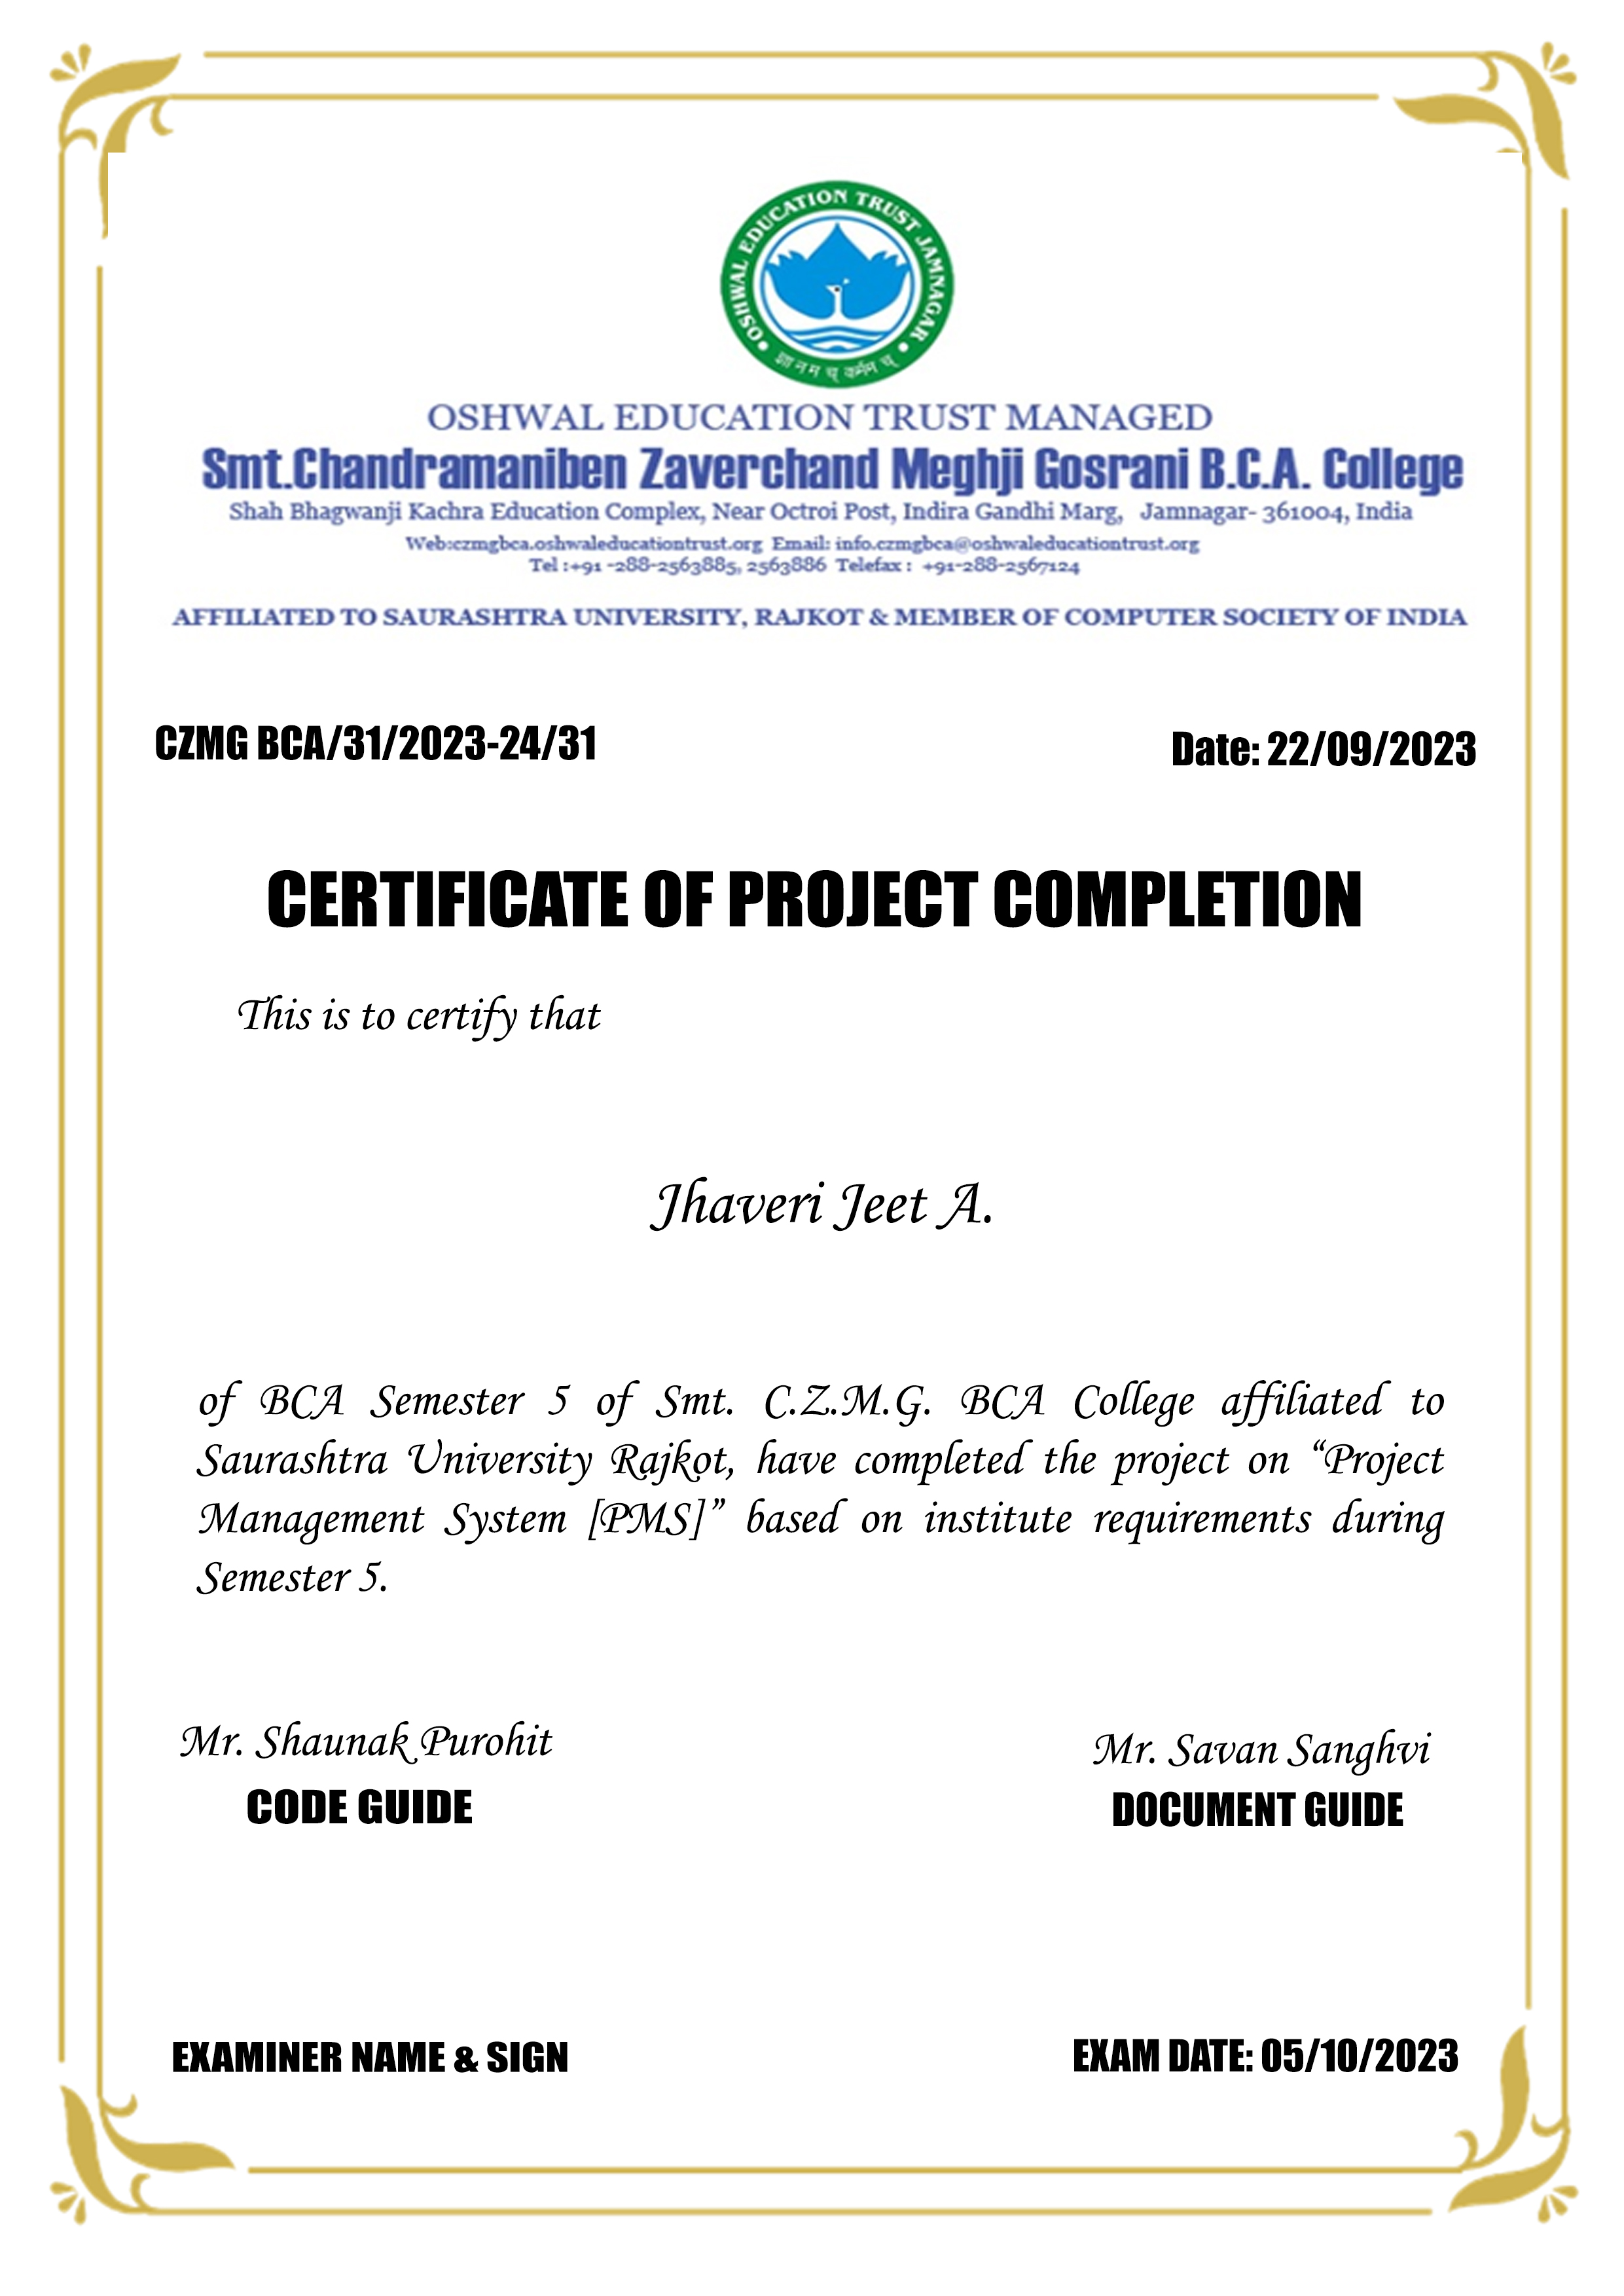 OSHWAL EDUCATION TRUST JAMNAGAR
OSHWAL EDUCATION TRUST MANAGED
Smt.Chandramaniben Zaverchand Meghji Gosrani B.C.A. College
Shah Bhagwanji Kachra Education Complex, Near Octroi Post, Indira Gandhi Marg, Jamnagar- 361004, India
Web:czmgbca.oshwaleducationtrust.org Email: info.czmgbca@oshwaleducationtrust.org
Tel :+91 -288-2563885, 2563886 Telefax : +91-288-2567124
AFFILIATED TO SAURASHTRA UNIVERSITY, RAJKOT & MEMBER OF COMPUTER SOCIETY OF INDIA
CZMG BCA/31/2023-24/31
Date: 22/09/2023
CERTIFICATE OF PROJECT COMPLETION
This is to certify that
Jhaveri Jeet A.
of BCA Semester 5 of Smt. C.Z.M.G. BCA College affiliated to
Saurashtra University Rajkot, have completed the project on “Project
Management System [PMS]” based on institute requirements during
Semester 5.
Mr. Shaunak Purohit
CODE GUIDE
Mr. Savan Sanghvi
DOCUMENT GUIDE
EXAMINER NAME & SIGN
EXAM DATE: 05/10/2023